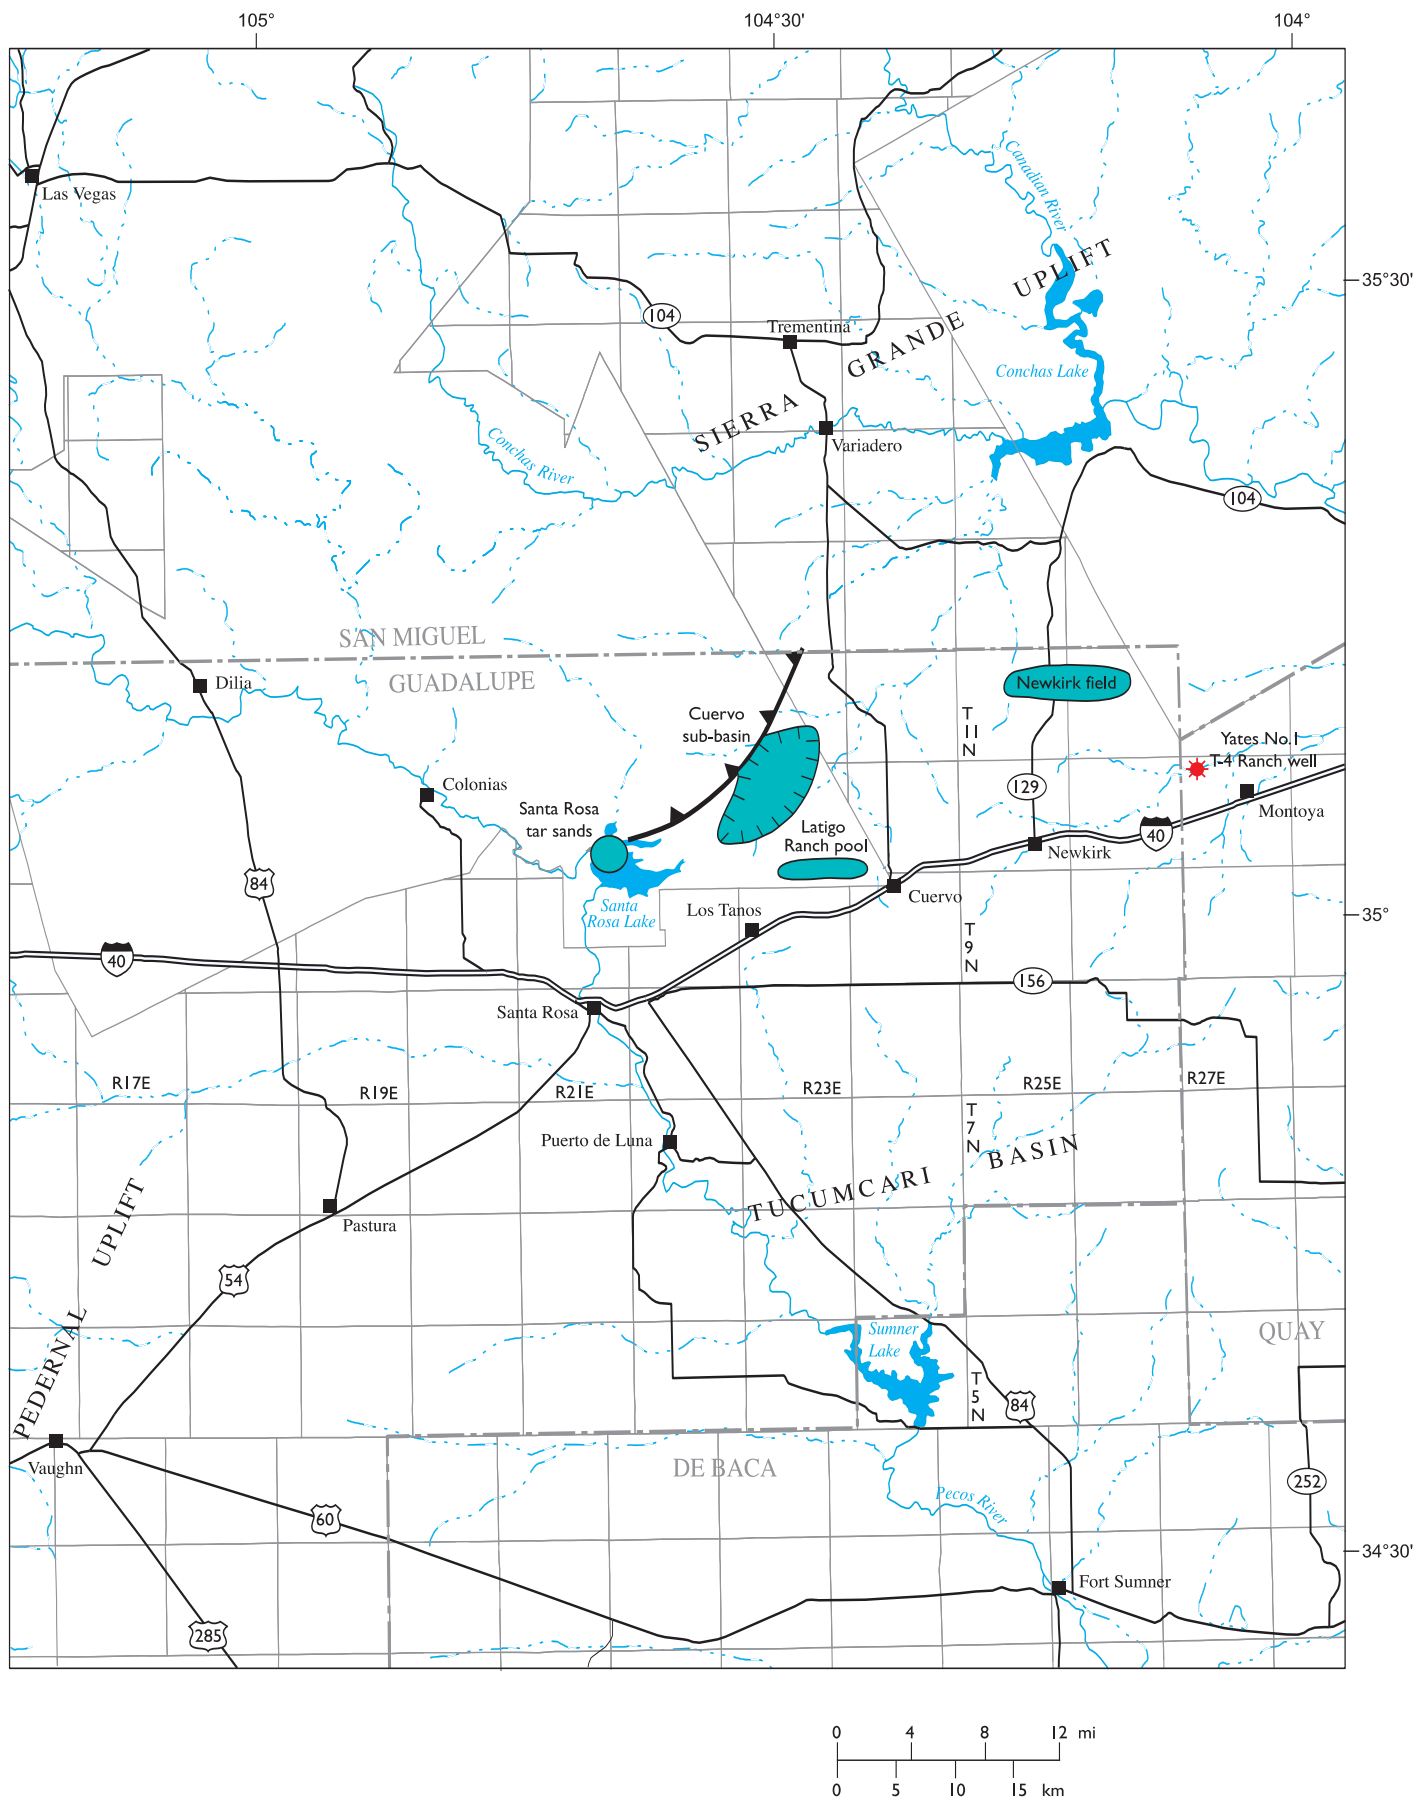 105°
104°30'
104°
Las Vegas
Canadian River
UPLIFT
35°30'
104
Trementina
GRANDE
Conchas Lake
SIERRA
Variadero
Conchas River
104
SAN MIGUEL
GUADALUPE
Dilia
Newkirk field
Cuervo
sub-basin
T11N
Yates No.1
T-4 Ranch well
Colonias
129
Montoya
Santa Rosa
tar sands
Latigo
Ranch pool
40
Newkirk
84
Cuervo
Santa
Rosa Lake
Los Tanos
35°
T9N
40
156
Santa Rosa
R17E
R19E
R21E
R23E
R25E
R27E
T7N
Puerto de Luna
BASIN
TUCUMCARI
UPLIFT
Pastura
54
PEDERNAL
Sumner
Lake
QUAY
T5N
84
Vaughn
DE BACA
252
Pecos River
60
34°30'
Fort Sumner
285
0 4 8 12 mi
0 5 10 15 km